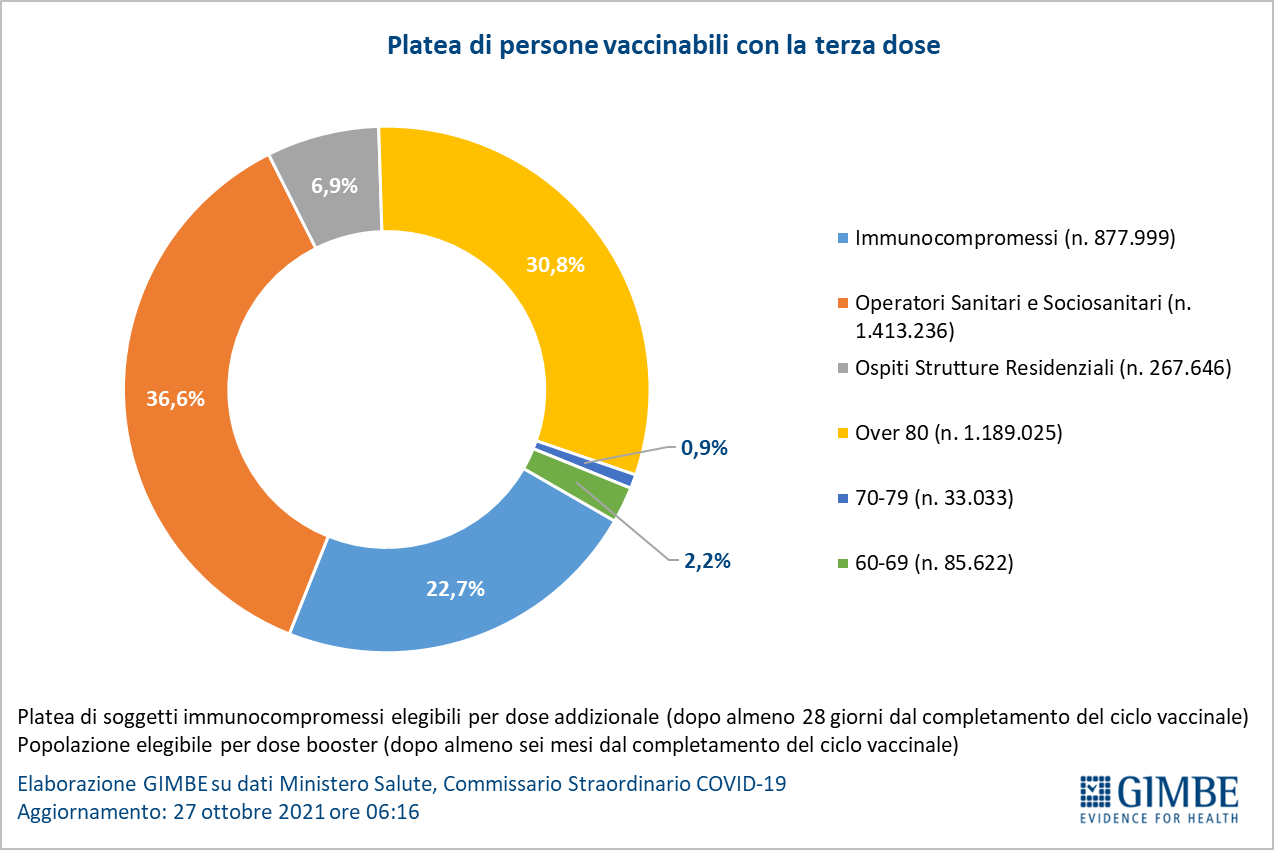 Platea di persone vaccinabili con la terza dose
6,9%
30,8%
36,6%
0,9%
2,2%
22,7%
Immunocompromessi (n. 877.999)
Operatori Sanitari e Sociosanitari (n.
1.413.236)
Ospiti Strutture Residenziali (n. 267.646)
Over 80 (n. 1.189.025)
70-79 (n. 33.033)
60-69 (n. 85.622)
Platea di soggetti immunocompromessi elegibili per dose addizionale (dopo almeno 28 giorni dal completamento del ciclo vaccinale)
Popolazione elegibile per dose booster (dopo almeno sei mesi dal completamento del ciclo vaccinale)
Elaborazione GIMBE su dati Ministero Salute, Commissario Straordinario COVID-19
Aggiornamento: 27 ottobre 2021 ore 06:16
GIMBE
EVIDENCE FOR HEALTH